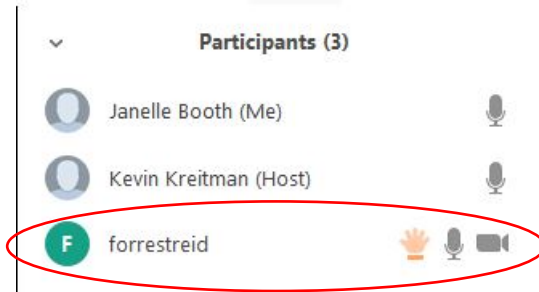 Participants (3)
Janelle Booth (Me)
Kevin Kreitman (Host)
F forrestreid